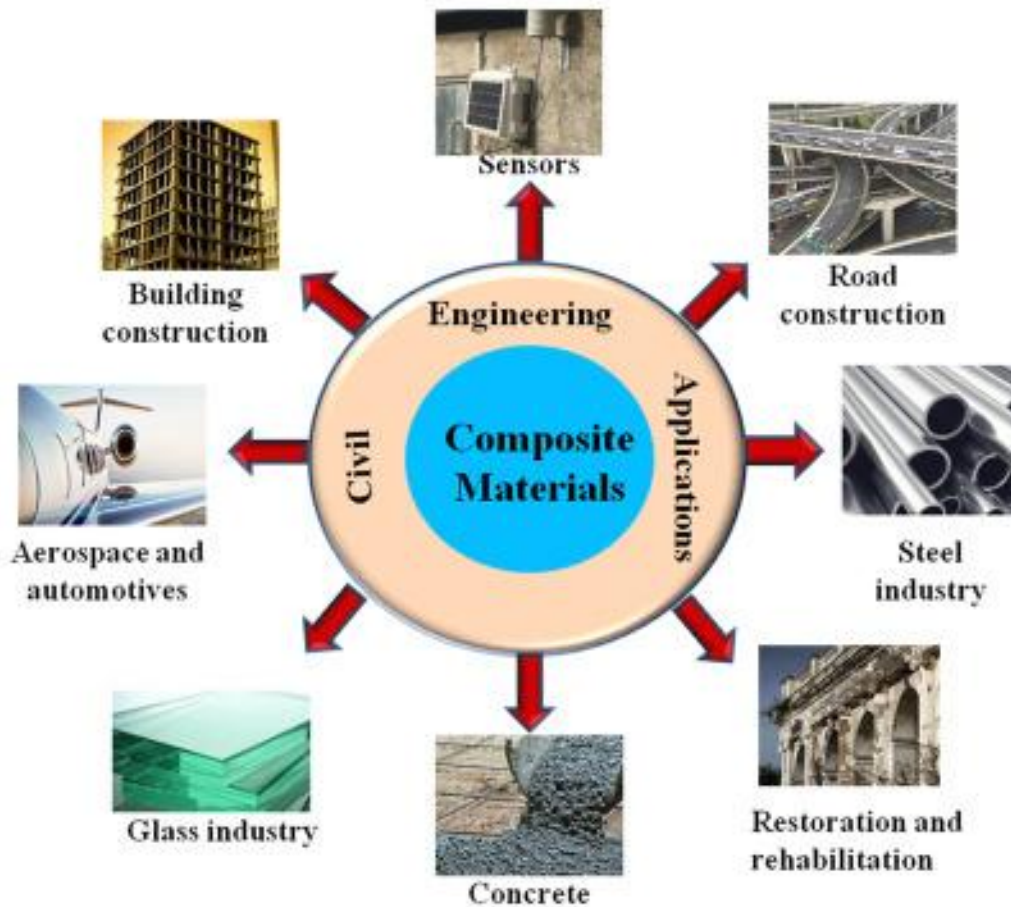 Sensors
Building
construction
Road
construction
Engineering
Civil
Applications
Composite
Materials
Aerospace and
automotives
Steel
industry
Glass industry
Restoration and
rehabilitation
Concrete